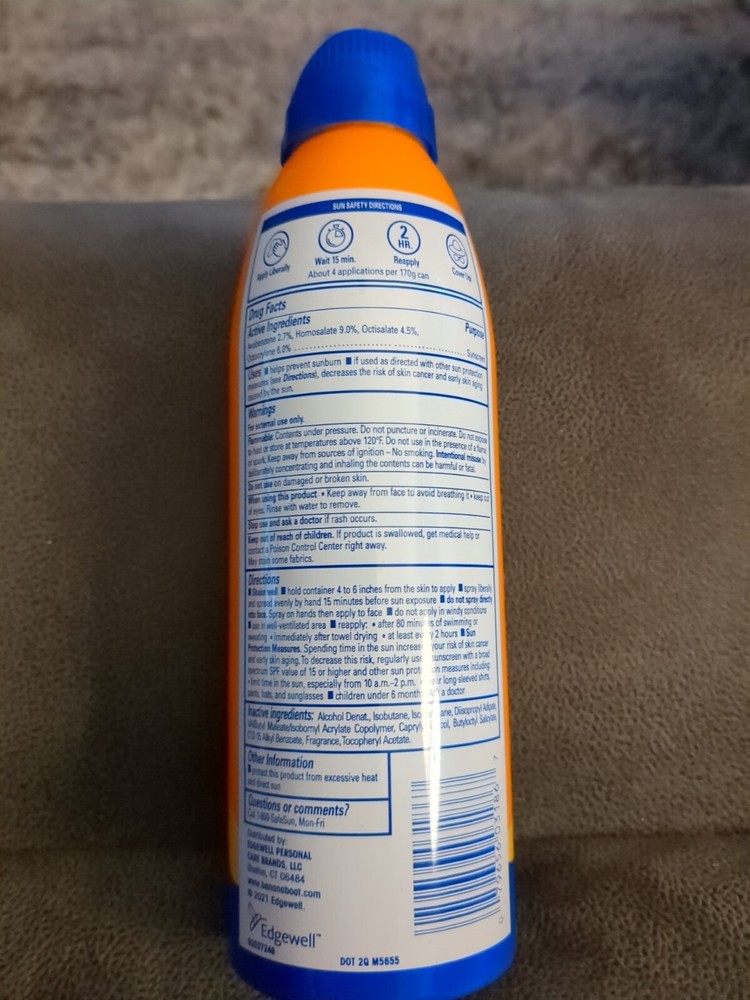 SUN SAFETY DIRECTIONS
Apply Liberally
Wait 15 min.
2 HR.
Reapply
Cover Up
About 4 applications per 170g can
Drug Facts
Active Ingredients Purpose
Avobenzone 2.7%, Homosalate 9.0%, Octisalate 4.5%,
Octocrylene 6.0% Sunscreen
Uses ■ helps prevent sunburn ■ if used as directed with other sun protection
measures (see Directions), decreases the risk of skin cancer and early skin aging
caused by the sun.
Warnings
For external use only.
Flammable: Contents under pressure. Do not puncture or incinerate. Do not expose
to heat or store at temperatures above 120°F. Do not use in the presence of a flame
or spark. Keep away from sources of ignition – No smoking. Intentional misuse by
deliberately concentrating and inhaling the contents can be harmful or fatal.
Do not use on damaged or broken skin.
When using this product • Keep away from face to avoid breathing it • keep out
of eyes. Rinse with water to remove.
Stop use and ask a doctor if rash occurs.
Keep out of reach of children. If product is swallowed, get medical help or
contact a Poison Control Center right away.
May stain some fabrics.
Directions
■ Shake well ■ hold container 4 to 6 inches from the skin to apply ■ spray liberally
and spread evenly by hand 15 minutes before sun exposure ■ do not spray directly
into face. Spray on hands then apply to face ■ do not apply in windy conditions
■ use in well-ventilated area ■ reapply: • after 80 minutes of swimming or
sweating • immediately after towel drying • at least every 2 hours ■ Sun
Protection Measures. Spending time in the sun increases your risk of skin cancer
and early skin aging. To decrease this risk, regularly use sunscreen with a broad
spectrum SPF value of 15 or higher and other sun protection measures including
• limit time in the sun, especially from 10 a.m.–2 p.m. • long-sleeved shirts,
pants, hats, and sunglasses ■ children under 6 months: a doctor
Inactive ingredients: Alcohol Denat., Isobutane, Diisopropyl Adipate,
Maleate/Isobornyl Acrylate Copolymer, Butyloctyl Salicylate,
C12-15 Alkyl Benzoate, Fragrance, Tocopheryl Acetate.
Other Information
■ protect this product from excessive heat
and direct sun
Questions or comments?
Call 1-800-SafeSun, Mon-Fri
Distributed by:
EDGEWELL PERSONAL
CARE BRANDS, LLC
Shelton, CT 06484
www.bananaboat.com
© 2021 Edgewell.
Edgewell™
DOT 2Q M5655